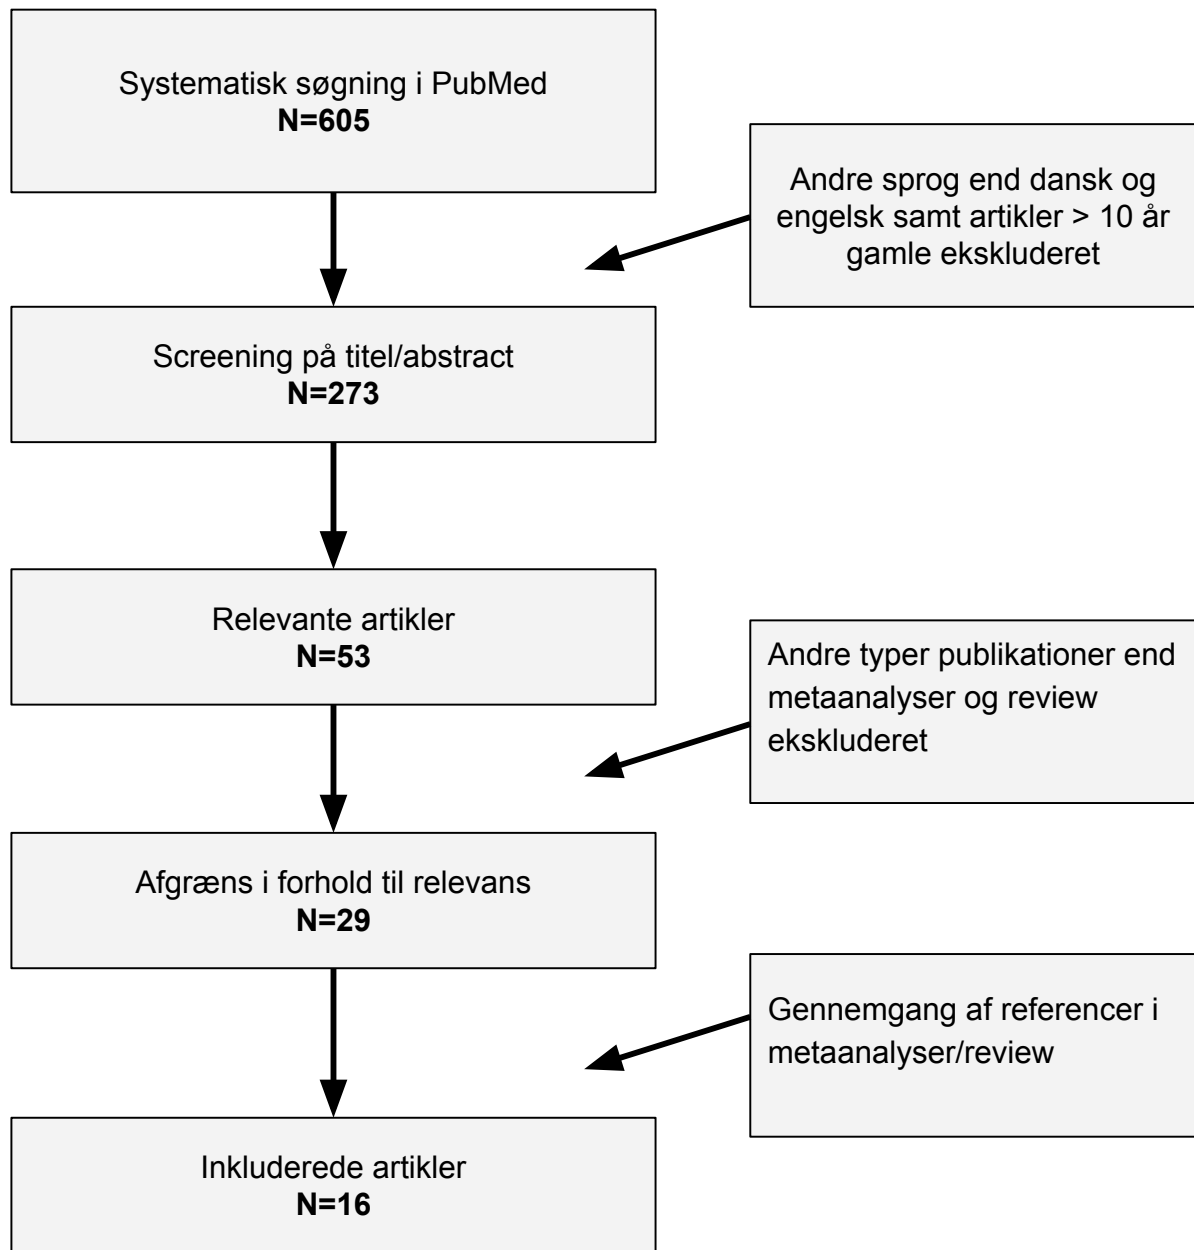 Systematisk søgning i PubMed
N=605
Andre sprog end dansk og
engelsk samt artikler > 10 år
gamle ekskluderet
Screening på titel/abstract
N=273
Relevante artikler
N=53
Andre typer publikationer end
metaanalyser og review
ekskluderet
Afgræns i forhold til relevans
N=29
Gennemgang af referencer i
metaanalyser/review
Inkluderede artikler
N=16